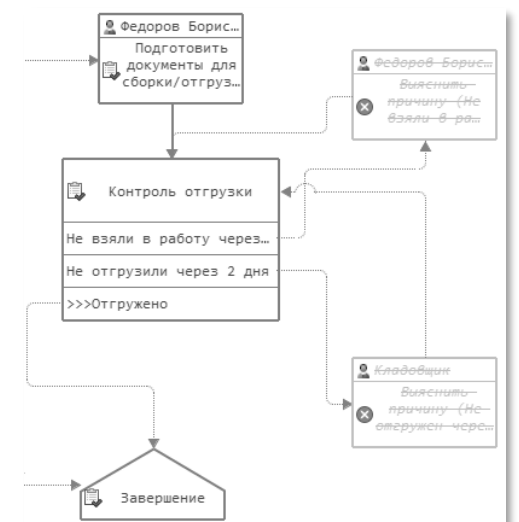 Федоров Борис…
Подготовить
документы для
сборки/отгруз…
Федоров Борис…
Выяснить
причину (Не
взяли в ра…
Контроль отгрузки
Не взяли в работу через…
Не отгрузили через 2 дня
>>>Отгружено
Кладовщик
Выяснить
причину (Не
отгружен чере…
Завершение